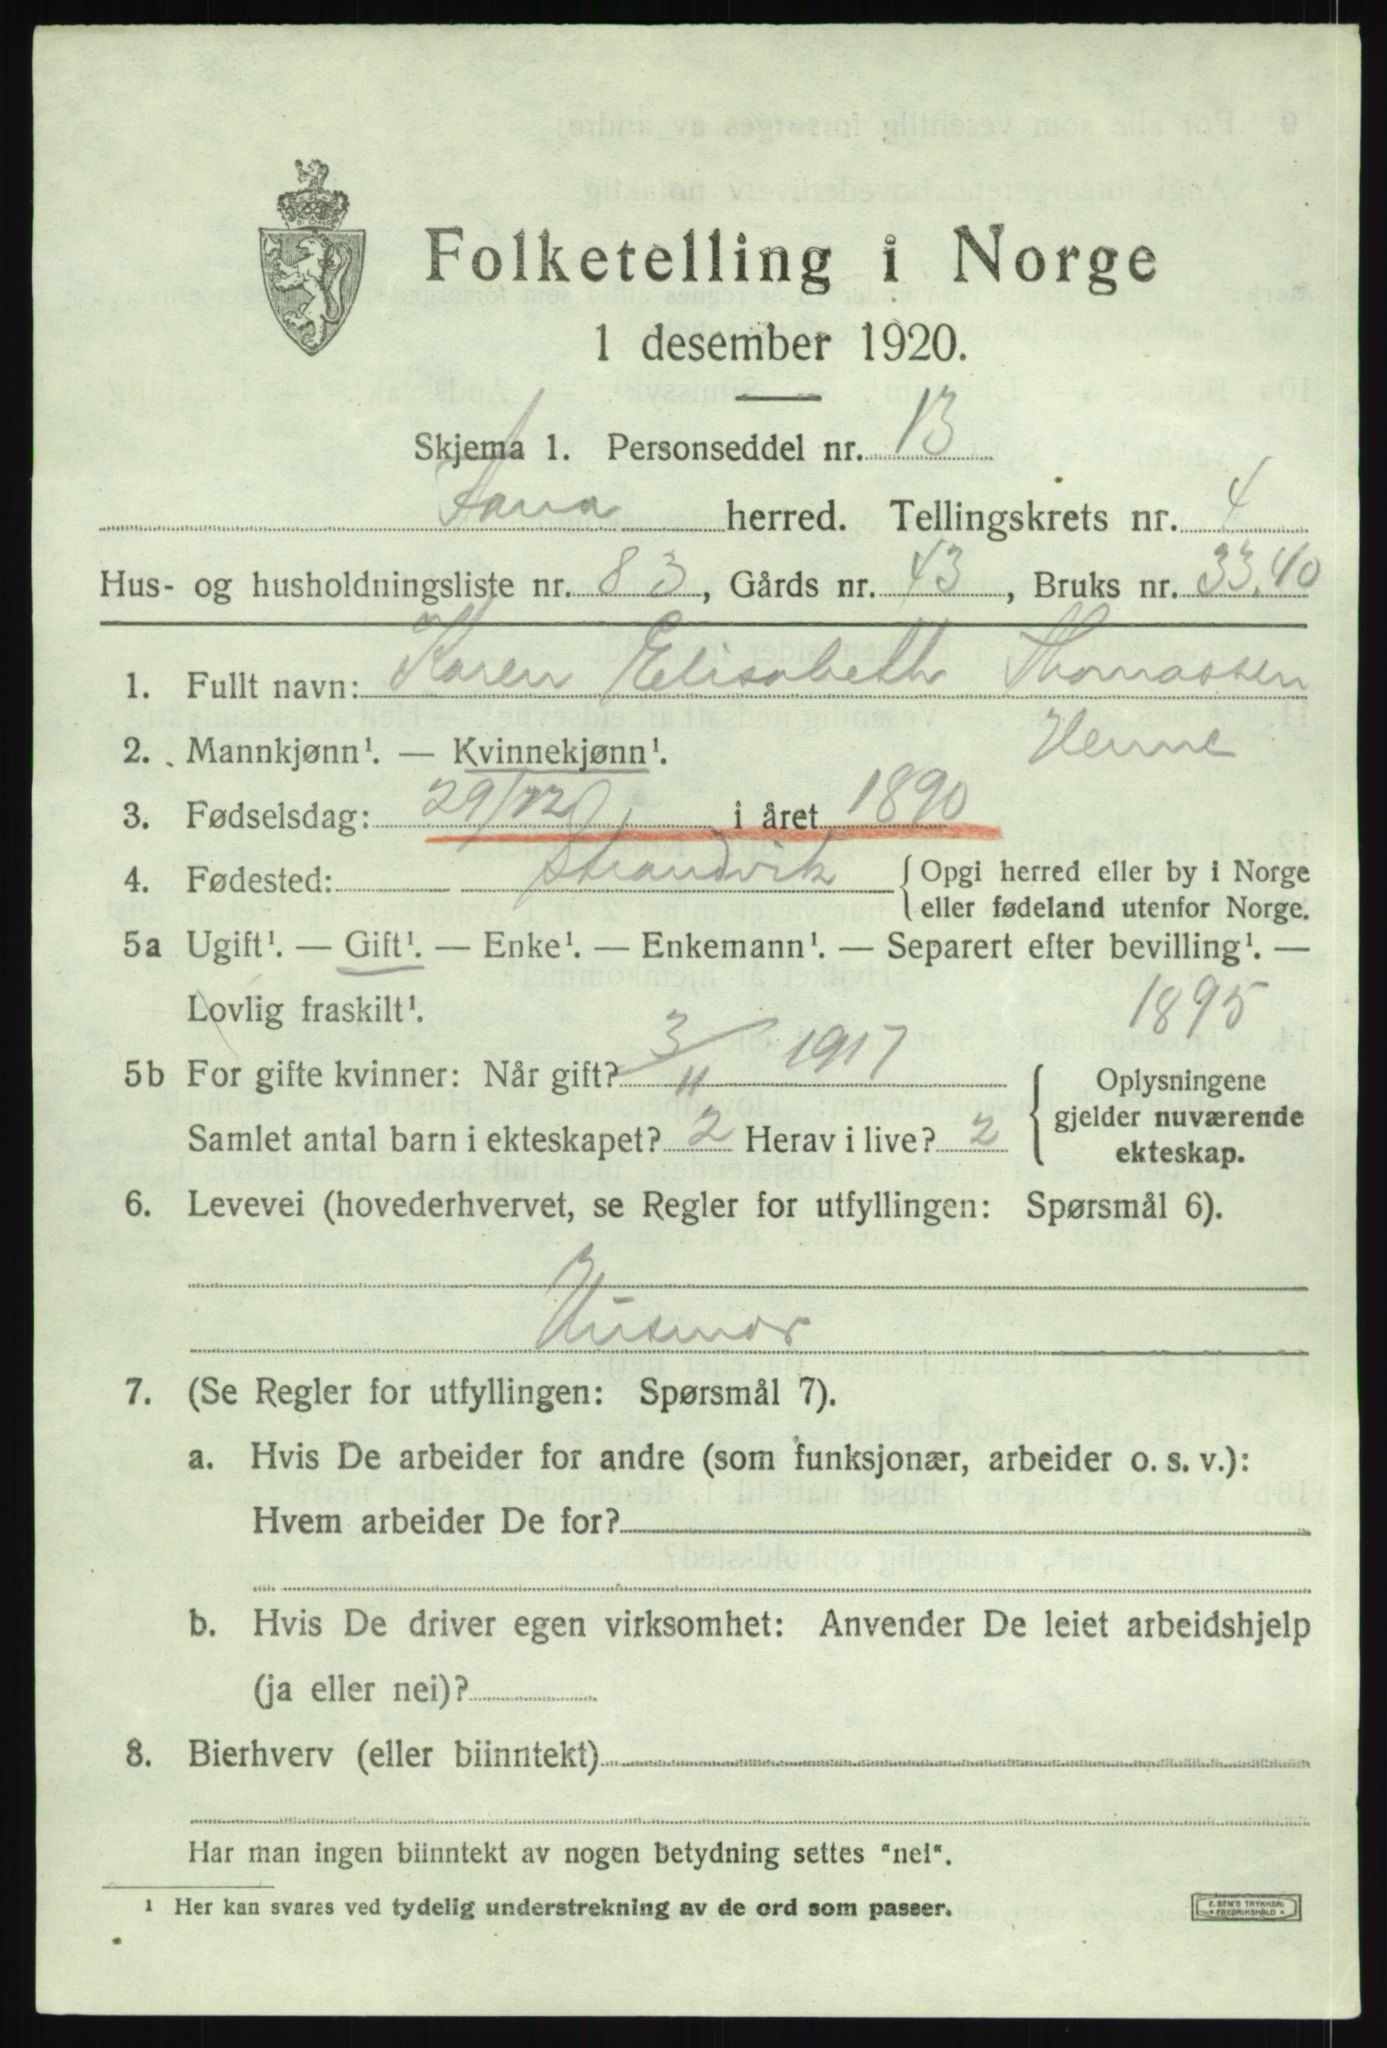 Folketelling i Norge
1 desember 1920.
Skjema 1. Personseddel nr. 13
Fana herred. Tellingskrets nr. 4
Hus- og husholdningsliste nr. 83, Gårds nr. 43, Bruks nr. 33.40
1. Fullt navn: Karen Elisabeth Thomassen
2. Mannkjønn¹. — Kvinnekjønn¹.
3. Fødselsdag: 29/12 i året 1890
4. Fødested: Strandvik { Opgi herred eller by i Norge
eller fødeland utenfor Norge.
5a Ugift¹. — Gift¹. — Enke¹. — Enkemann¹. — Separert efter bevilling¹. —
Lovlig fraskilt¹. 1895
5b For gifte kvinner: Når gift? 3/11 1917 { Oplysningene
gjelder nuværende
Samlet antal barn i ekteskapet? 2 Herav i live? 2 ekteskap.
6. Levevei (hovederhvervet, se Regler for utfyllingen: Spørsmål 6).
Husmor
7. (Se Regler for utfyllingen: Spørsmål 7).
a. Hvis De arbeider for andre (som funksjonær, arbeider o. s. v.):
Hvem arbeider De for?
b. Hvis De driver egen virksomhet: Anvender De leiet arbeidshjelp
(ja eller nei)?
8. Bierhverv (eller biinntekt)
Har man ingen biinntekt av nogen betydning settes "nei".
¹ Her kan svares ved tydelig understrekning av de ord som passer.
E. SEM'S TRYKKERI
FREDRIKSHALD